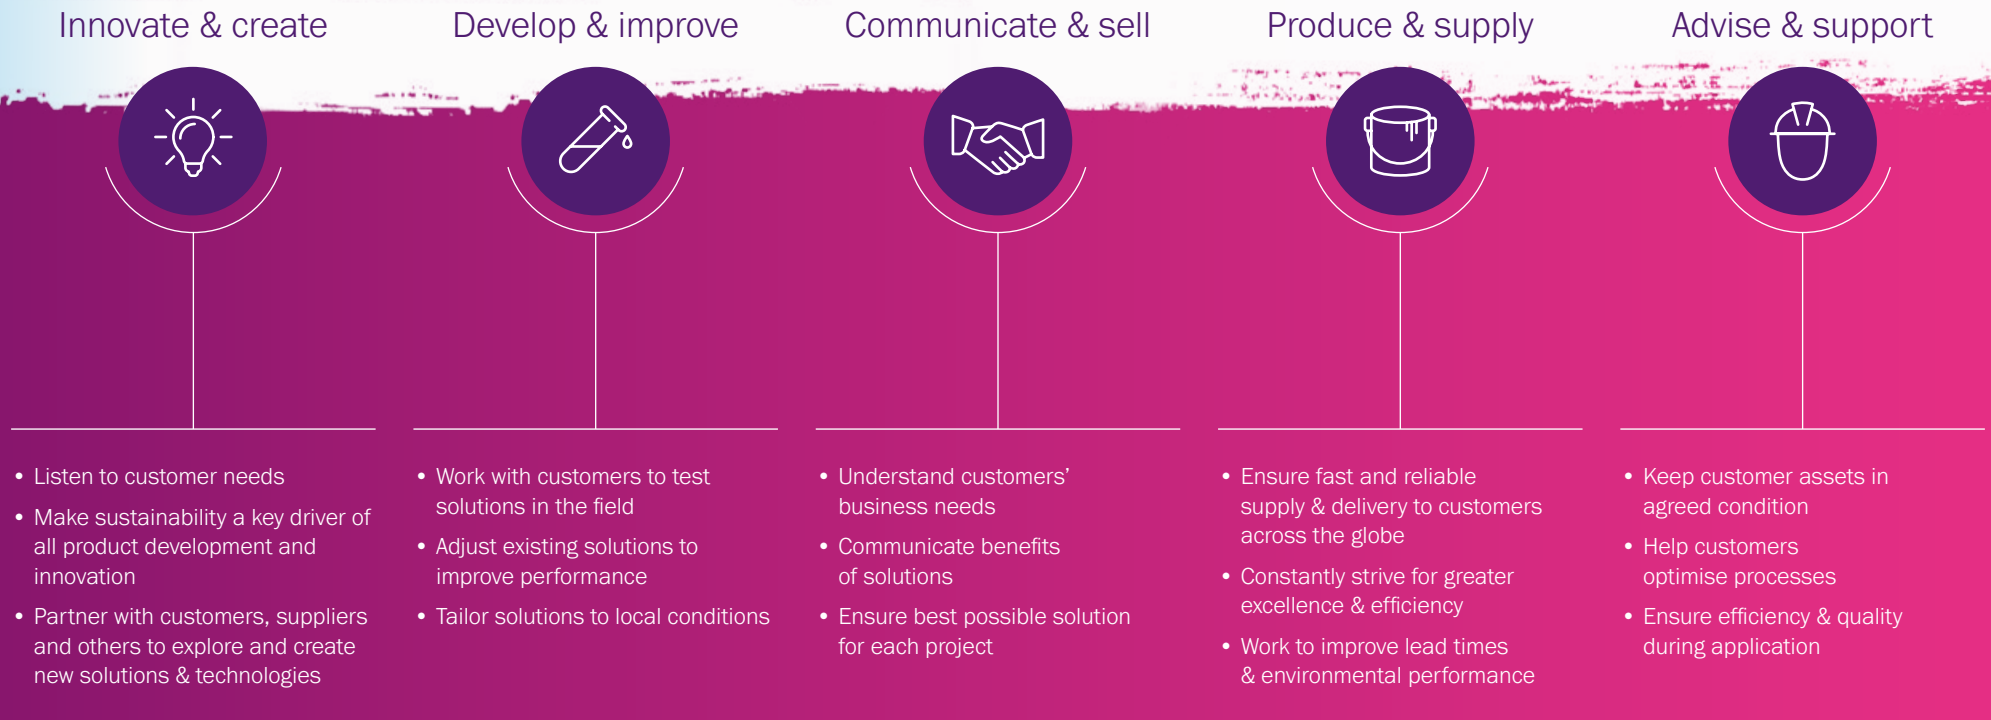 Innovate & create
Develop & improve
Communicate & sell
Produce & supply
Advise & support
• Listen to customer needs
• Make sustainability a key driver of
all product development and
innovation
• Partner with customers, suppliers
and others to explore and create
new solutions & technologies
• Work with customers to test
solutions in the field
• Adjust existing solutions to
improve performance
• Tailor solutions to local conditions
• Understand customers’
business needs
• Communicate benefits
of solutions
• Ensure best possible solution
for each project
• Ensure fast and reliable
supply & delivery to customers
across the globe
• Constantly strive for greater
excellence & efficiency
• Work to improve lead times
& environmental performance
• Keep customer assets in
agreed condition
• Help customers
optimise processes
• Ensure efficiency & quality
during application